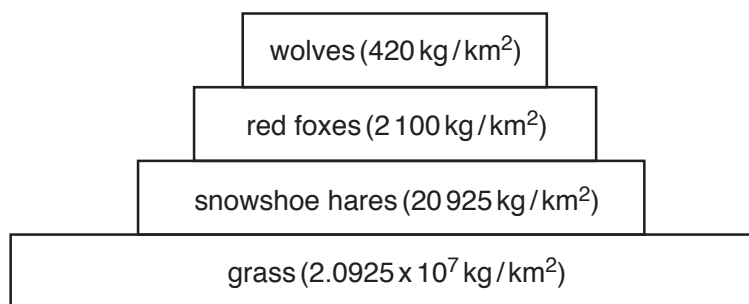 wolves (420 kg / km²)
red foxes (2 100 kg / km²)
snowshoe hares (20 925 kg / km²)
grass (2.0925 x 10⁷ kg / km²)